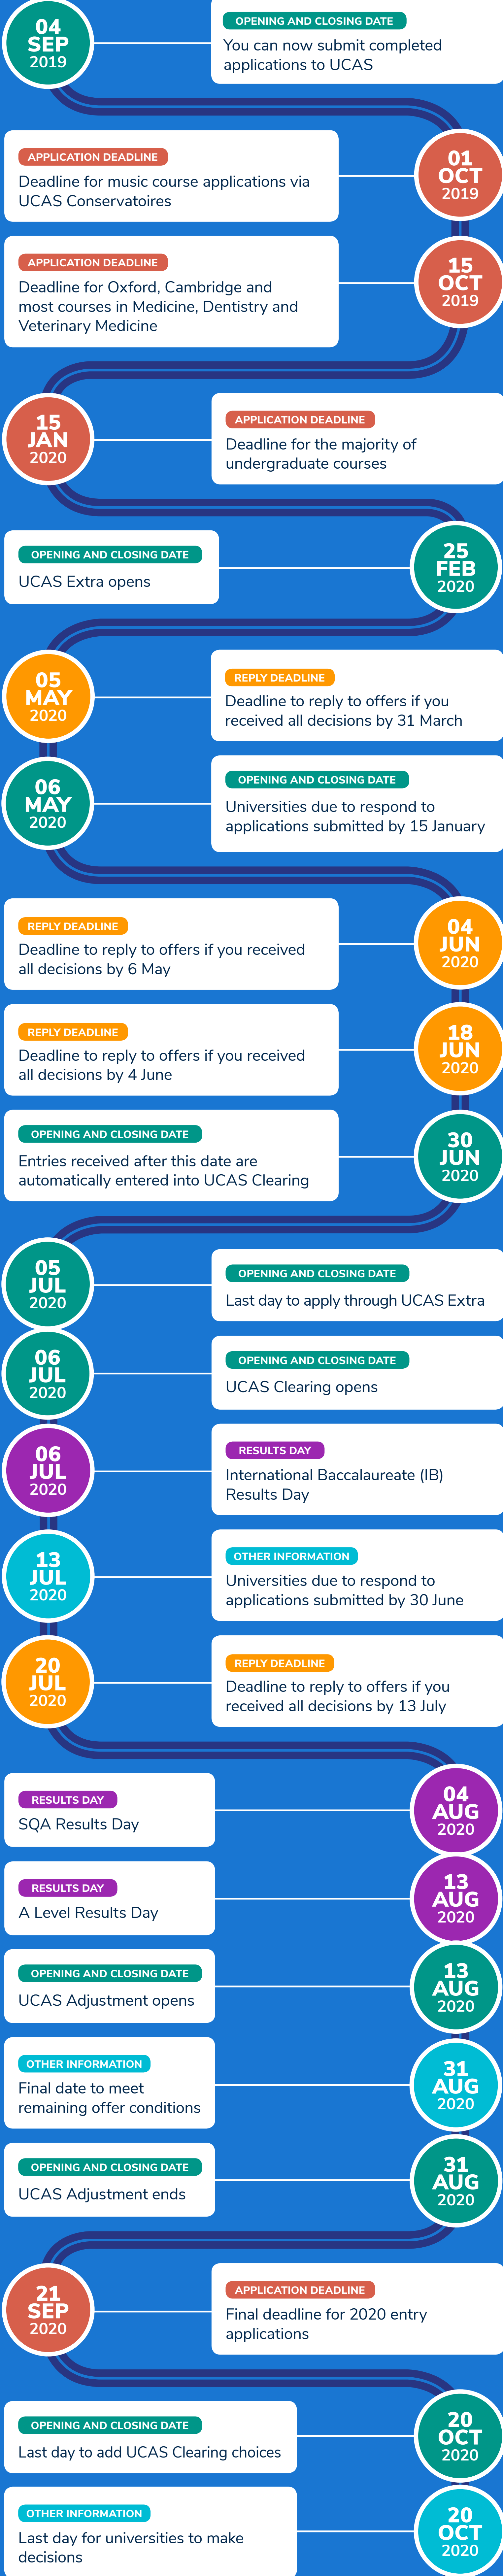 04
SEP
2019
OPENING AND CLOSING DATE
You can now submit completed
applications to UCAS
APPLICATION DEADLINE
Deadline for music course applications via
UCAS Conservatoires
01
OCT
2019
APPLICATION DEADLINE
Deadline for Oxford, Cambridge and
most courses in Medicine, Dentistry and
Veterinary Medicine
15
OCT
2019
15
JAN
2020
APPLICATION DEADLINE
Deadline for the majority of
undergraduate courses
OPENING AND CLOSING DATE
UCAS Extra opens
25
FEB
2020
05
MAY
2020
REPLY DEADLINE
Deadline to reply to offers if you
received all decisions by 31 March
06
MAY
2020
OPENING AND CLOSING DATE
Universities due to respond to
applications submitted by 15 January
REPLY DEADLINE
Deadline to reply to offers if you received
all decisions by 6 May
04
JUN
2020
REPLY DEADLINE
Deadline to reply to offers if you received
all decisions by 4 June
18
JUN
2020
OPENING AND CLOSING DATE
Entries received after this date are
automatically entered into UCAS Clearing
30
JUN
2020
05
JUL
2020
OPENING AND CLOSING DATE
Last day to apply through UCAS Extra
06
JUL
2020
OPENING AND CLOSING DATE
UCAS Clearing opens
06
JUL
2020
RESULTS DAY
International Baccalaureate (IB)
Results Day
13
JUL
2020
OTHER INFORMATION
Universities due to respond to
applications submitted by 30 June
20
JUL
2020
REPLY DEADLINE
Deadline to reply to offers if you
received all decisions by 13 July
RESULTS DAY
SQA Results Day
04
AUG
2020
RESULTS DAY
A Level Results Day
13
AUG
2020
OPENING AND CLOSING DATE
UCAS Adjustment opens
13
AUG
2020
OTHER INFORMATION
Final date to meet
remaining offer conditions
31
AUG
2020
OPENING AND CLOSING DATE
UCAS Adjustment ends
31
AUG
2020
21
SEP
2020
APPLICATION DEADLINE
Final deadline for 2020 entry
applications
OPENING AND CLOSING DATE
Last day to add UCAS Clearing choices
20
OCT
2020
OTHER INFORMATION
Last day for universities to make
decisions
20
OCT
2020